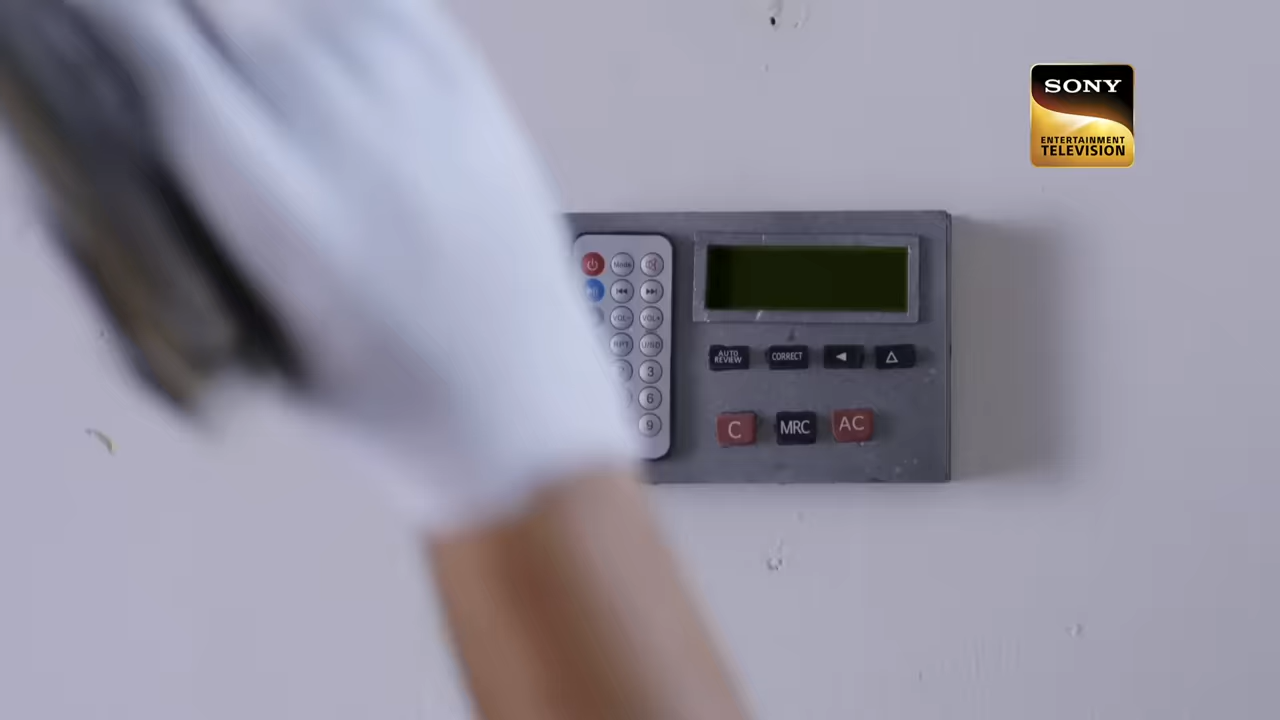 SONY
ENTERTAINMENT
TELEVISION
Mode
VOL- VOL+
RPT U/SD
3
6
9
AUTO REVIEW CORRECT
C MRC AC